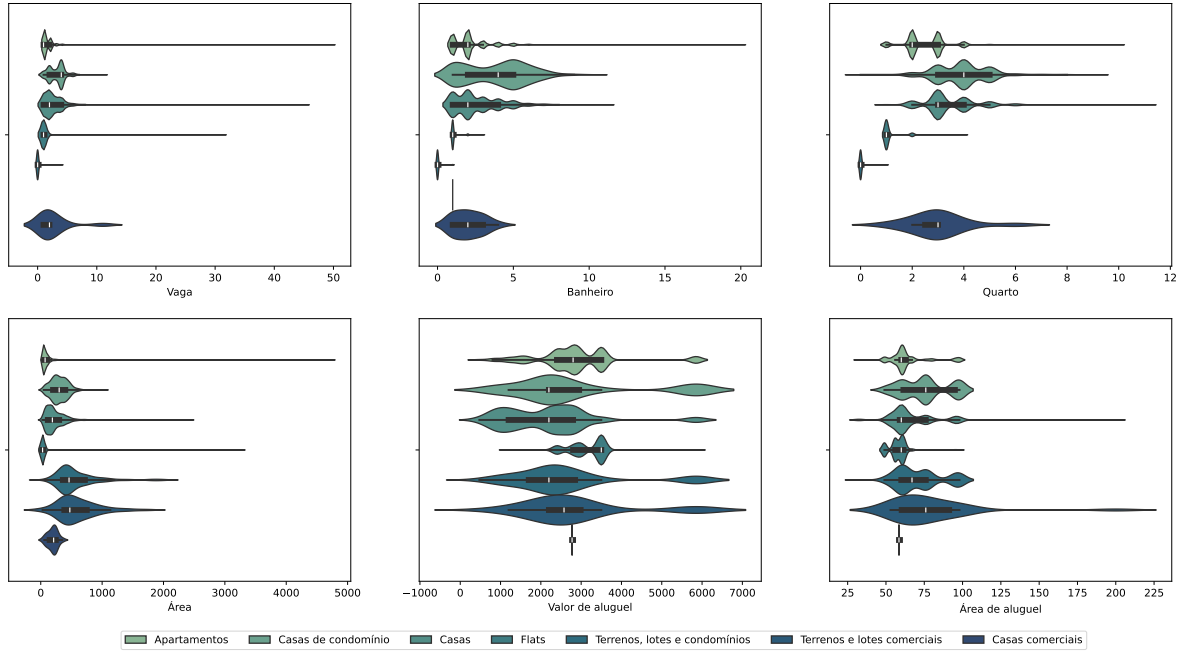 0 10 20 30 40 50
Vaga
0 5 10 15 20
Banheiro
0 2 4 6 8 10 12
Quarto
0 1000 2000 3000 4000 5000
Área
−1000 0 1000 2000 3000 4000 5000 6000 7000
Valor de aluguel
25 50 75 100 125 150 175 200 225
Área de aluguel
Apartamentos Casas de condomínio Casas Flats Terrenos, lotes e condomínios Terrenos e lotes comerciais Casas comerciais